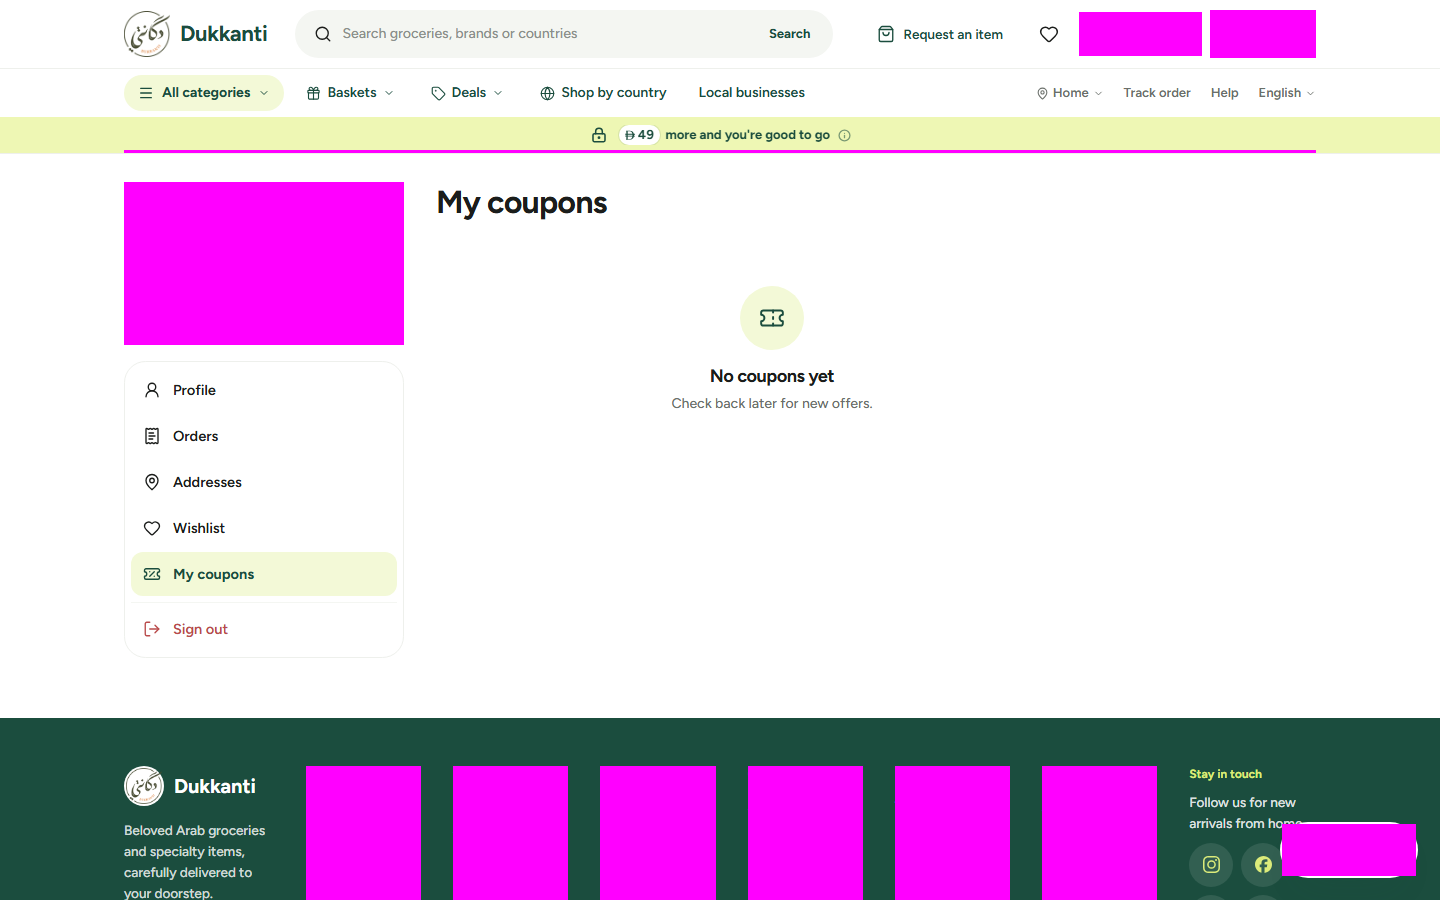 دكانتي
Dukkanti
Search groceries, brands or countries
Search
Request an item
All categories
Baskets
Deals
Shop by country
Local businesses
Home
Track order
Help
English
49 more and you're good to go
My coupons
No coupons yet
Check back later for new offers.
Profile
Orders
Addresses
Wishlist
My coupons
Sign out
دكانتي
Dukkanti
Beloved Arab groceries
and specialty items,
carefully delivered to
your doorstep.
Stay in touch
Follow us for new
arrivals from home